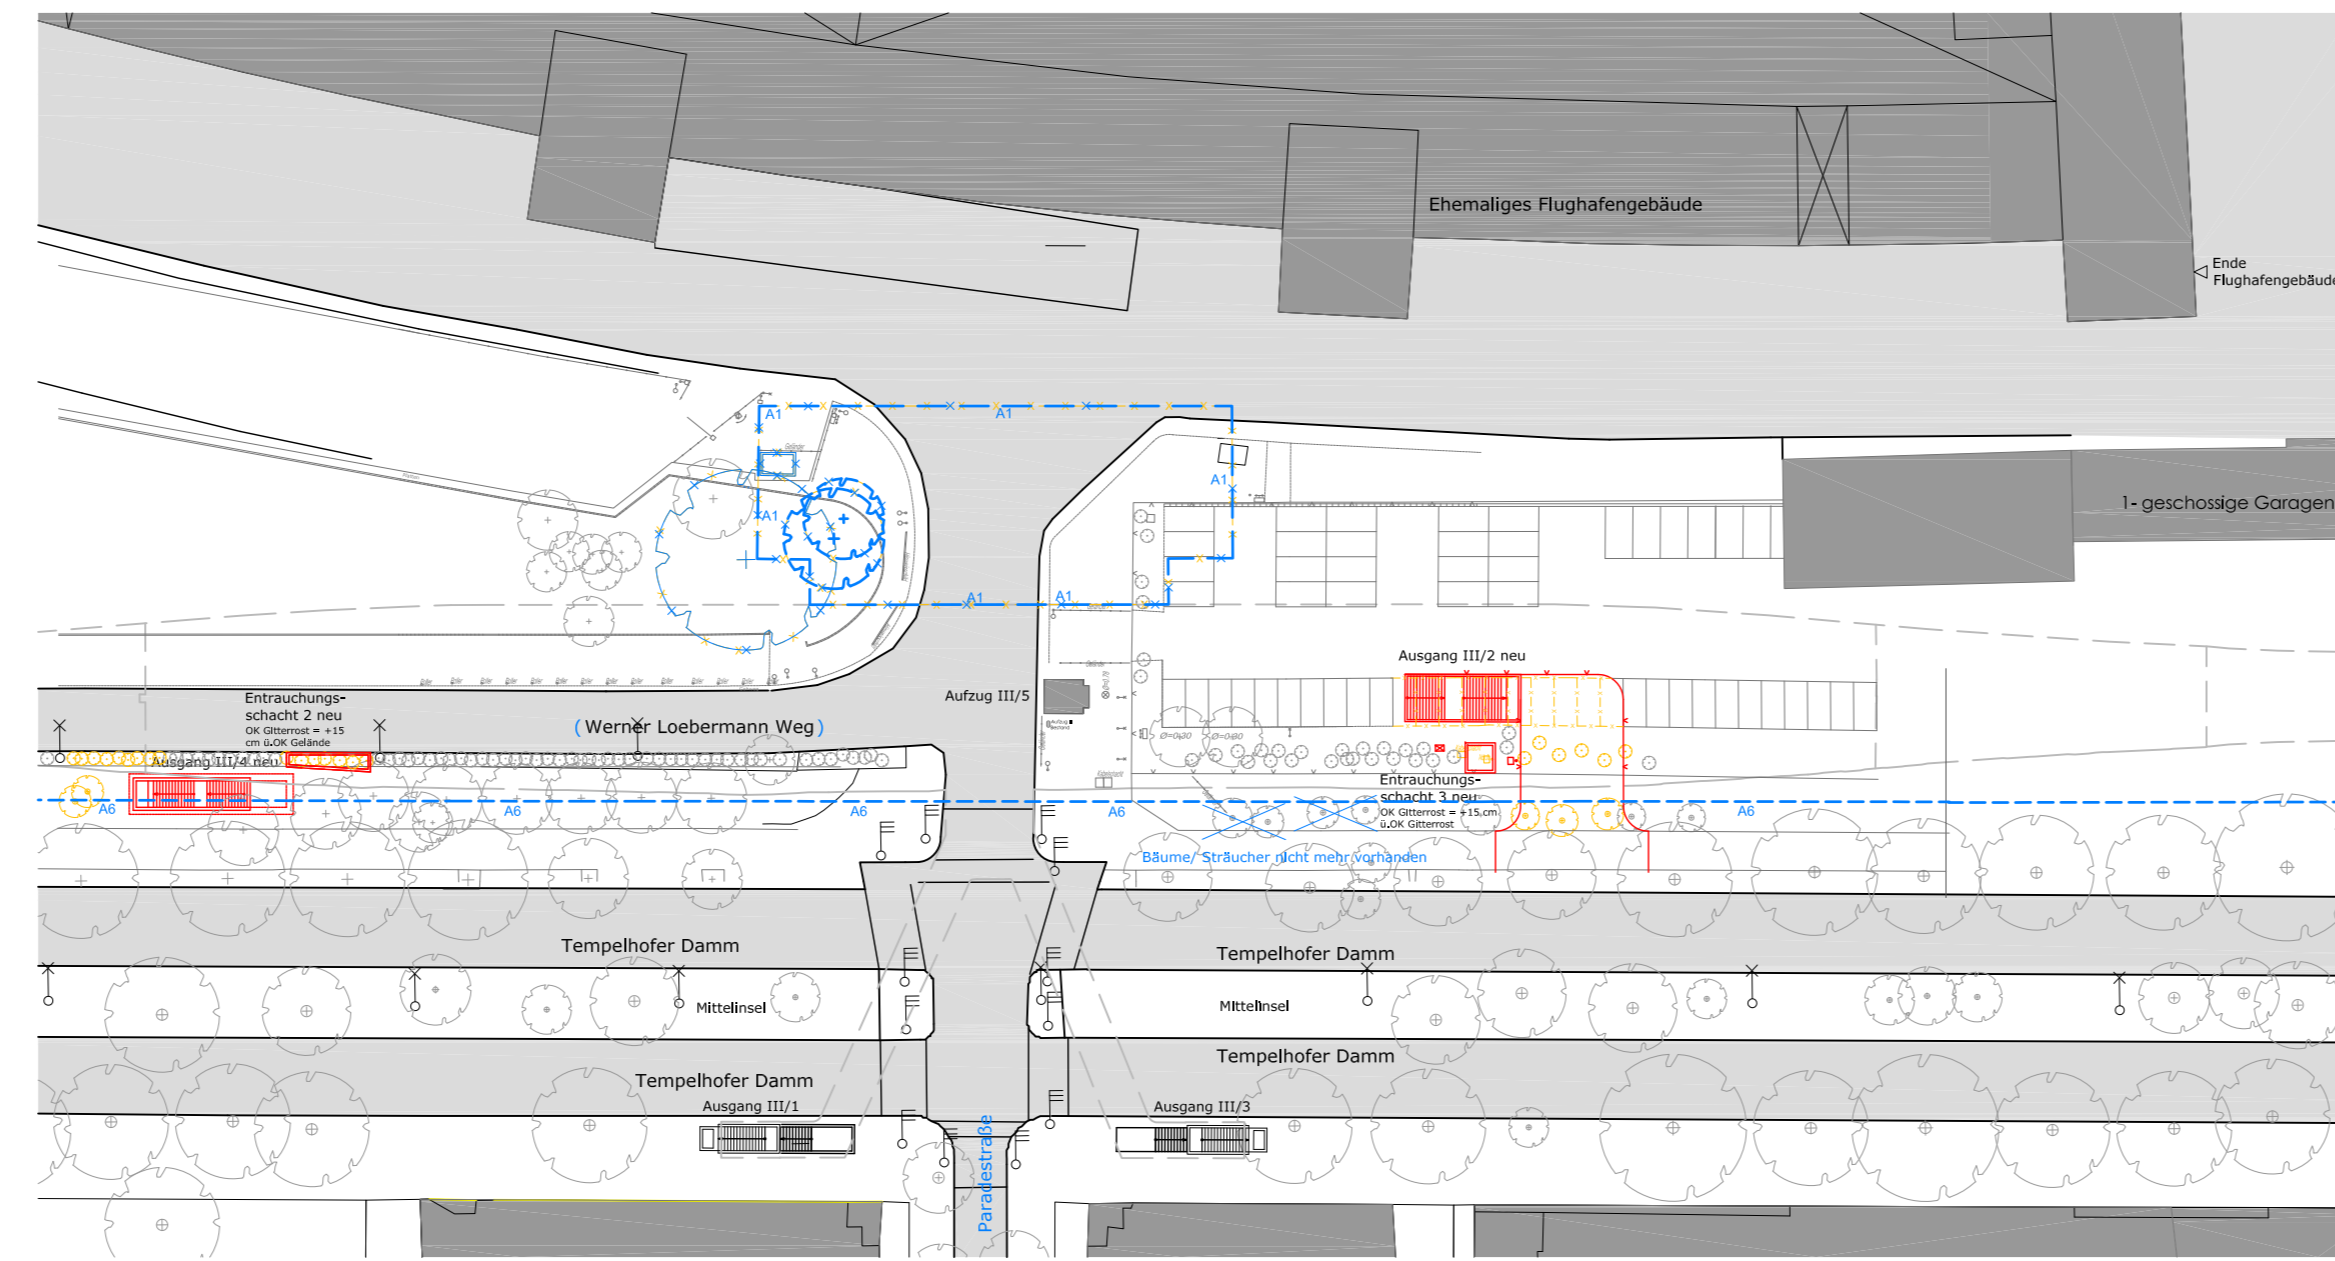 Ehemaliges Flughafengebäude
Ende
Flughafengebäude
A1
A1
A1
A1
1- geschossige Garagen
A1
A1
Geländer
Ausgang III/2 neu
Aufzug III/5
Entrauchungs-
schacht 2 neu
OK Gitterrost = +15
cm ü.OK Gelände
(Werner Loebermann Weg)
Ø=0430
Ø=0480
Ausgang III/4 neu
Entrauchungs-
schacht 3 neu
OK Gitterrost = +15 cm
ü.OK Gitterrost
A6
A6
A6
A6
A6
Bäume/ Sträucher nicht mehr vorhanden
Tempelhofer Damm
Tempelhofer Damm
Mittelinsel
Mittelinsel
Tempelhofer Damm
Tempelhofer Damm
Ausgang III/1
Ausgang III/3
Paradestraße